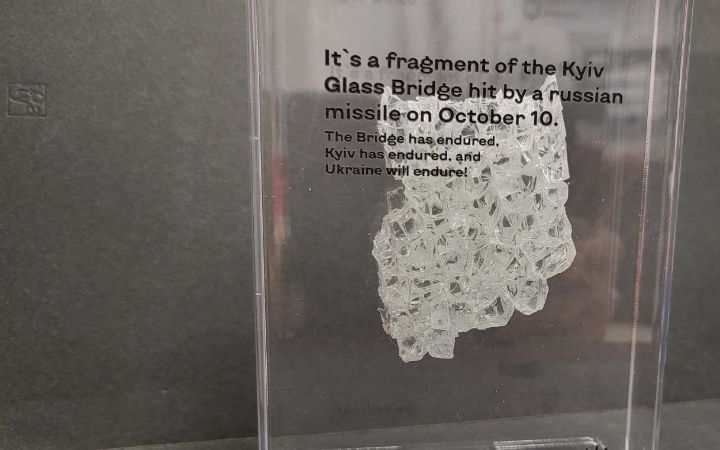 It`s a fragment of the Kyiv
Glass Bridge hit by a russian
missile on October 10.
The Bridge has endured,
Kyiv has endured, and
Ukraine will endure!